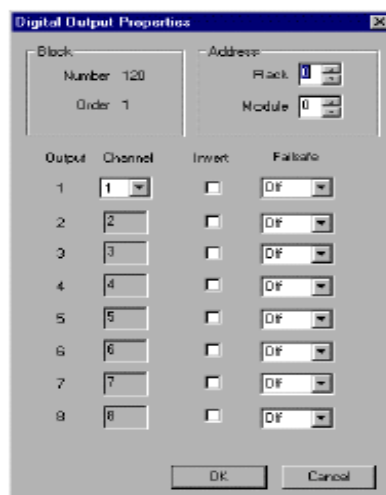 Digital Output Properties
Block
Number 120
Order 1
Address
Rack 0
Module 0
Output Channel Invert Failsafe
1 1 Off
2 2 Off
3 3 Off
4 4 Off
5 5 Off
6 6 Off
7 7 Off
8 8 Off
OK Cancel